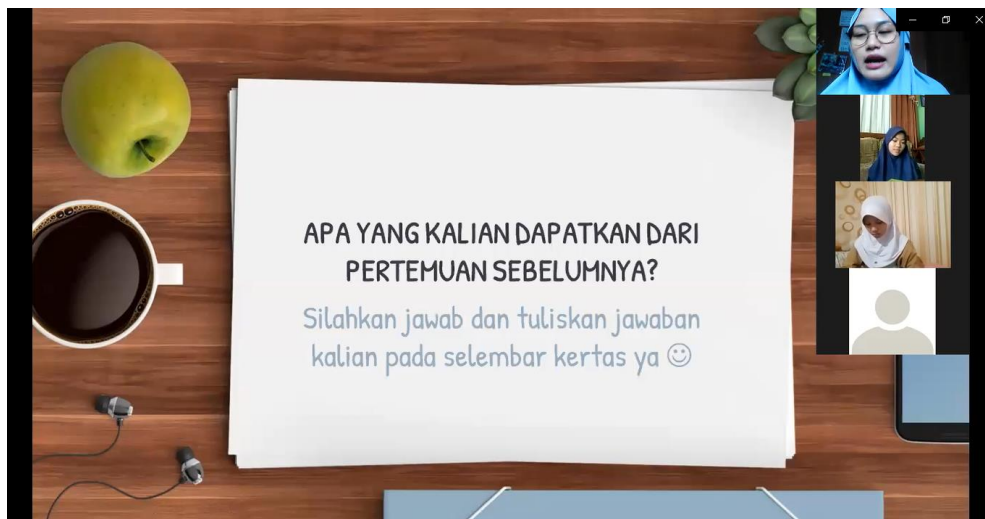 APA YANG KALIAN DAPATKAN DARI
PERTEMUAN SEBELUMNYA?
Silahkan jawab dan tuliskan jawaban
kalian pada selembar kertas ya ☺